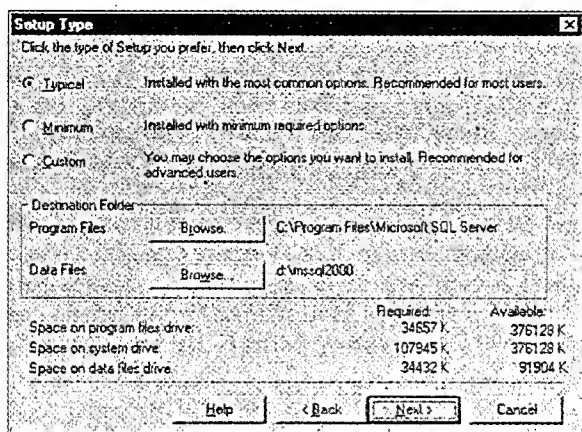 Setup Type
Click the type of Setup you prefer, then click Next.
Typical Installed with the most common options. Recommended for most users.
Minimum Installed with minimum required options.
Custom You may choose the options you want to install. Recommended for
advanced users.
Destination Folder
Program Files Browse... C:\Program Files\Microsoft SQL Server
Data Files Browse... d:\mssql2000
Required: Available:
Space on program files drive: 34657 K 376128 K
Space on system drive: 107845 K 376128 K
Space on data files drive: 34432 K 91904 K
Help < Back Next > Cancel